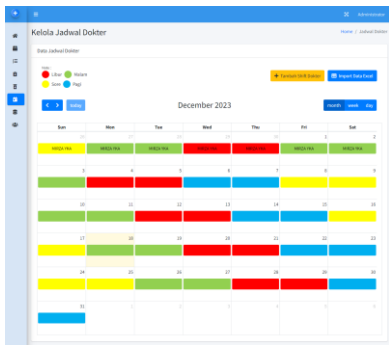 Administrator
Kelola Jadwal Dokter
Home / Jadwal Dokter
Data Jadwal Dokter
Libur Malam
Sore Pagi
+ Tambah Shift Dokter
Import Data Excel
today
December 2023
month week day
Sun Mon Tue Wed Thu Fri Sat
26 27 28 29 30 1 2
3 4 5 6 7 8 9
10 11 12 13 14 15 16
17 18 19 20 21 22 23
24 25 26 27 28 29 30
31 1 2 3 4 5 6